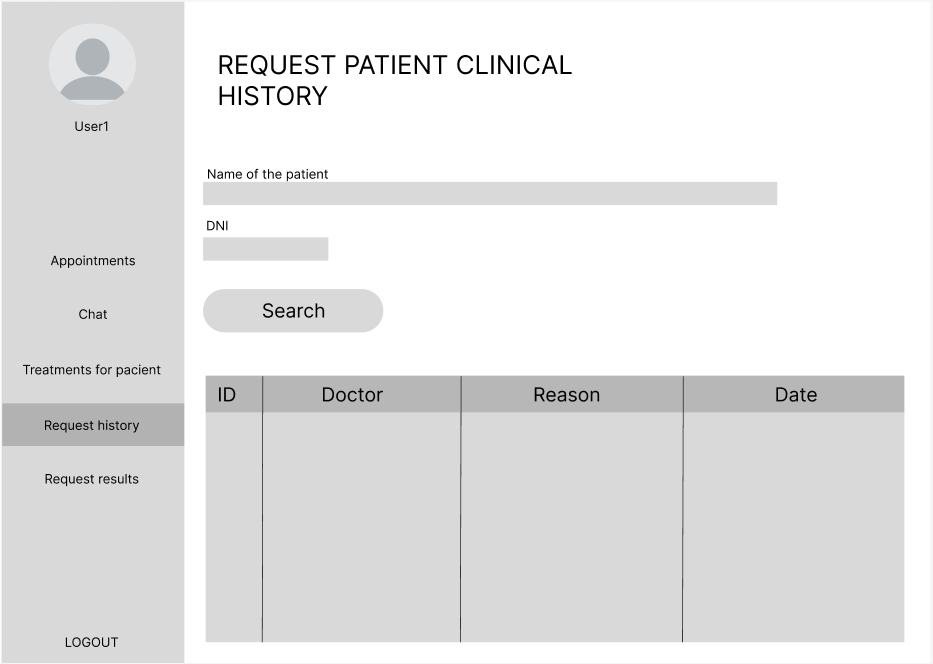 User1
Appointments
Chat
Treatments for pacient
Request history
Request results
LOGOUT
REQUEST PATIENT CLINICAL
HISTORY
Name of the patient
DNI
Search
ID Doctor Reason Date